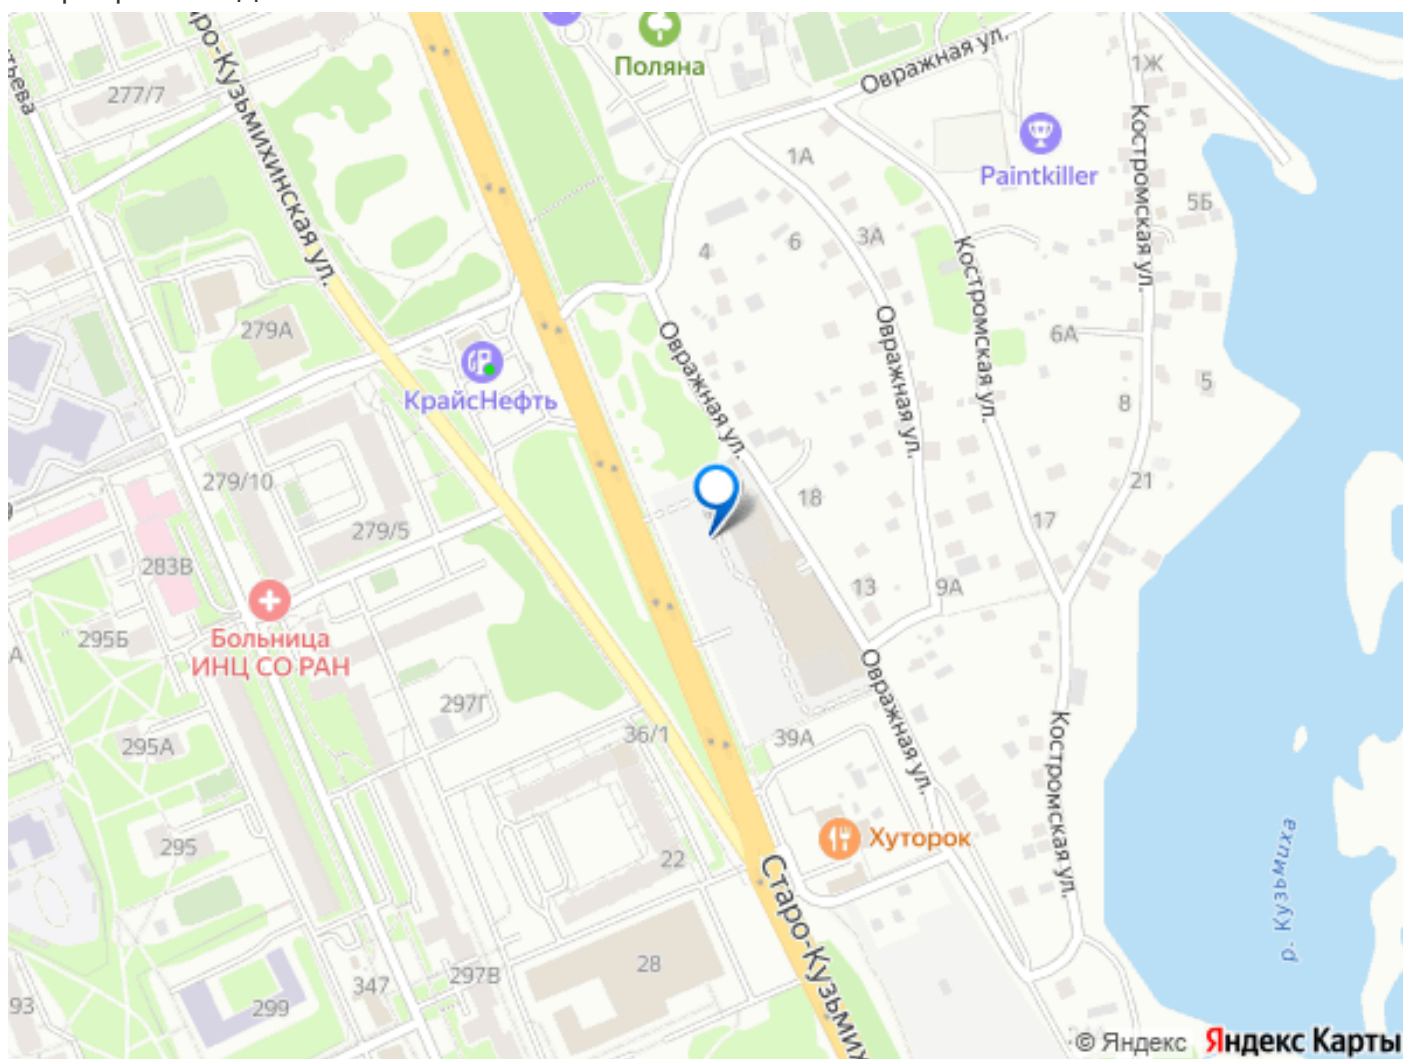 Поляна
ро-Кузьмихинская ул.
тьева
277/7
Овражная ул.
1Ж
Костромская ул.
Paintkiller
1А
5Б
4
6
3А
Костромская ул.
279А
Овражная ул.
Овражная ул.
6А
5
8
КрайсНефть
279/10
279/5
18
17
21
283В
13
9А
Больница
ИНЦ СО РАН
295Б
А
297Г
Овражная ул.
295А
36/1
39А
Костромская ул.
295
22
Хуторок
Старо-Кузьмих
р. Кузьмиха
28
297В
347
299
93
© Яндекс
Яндекс Карты